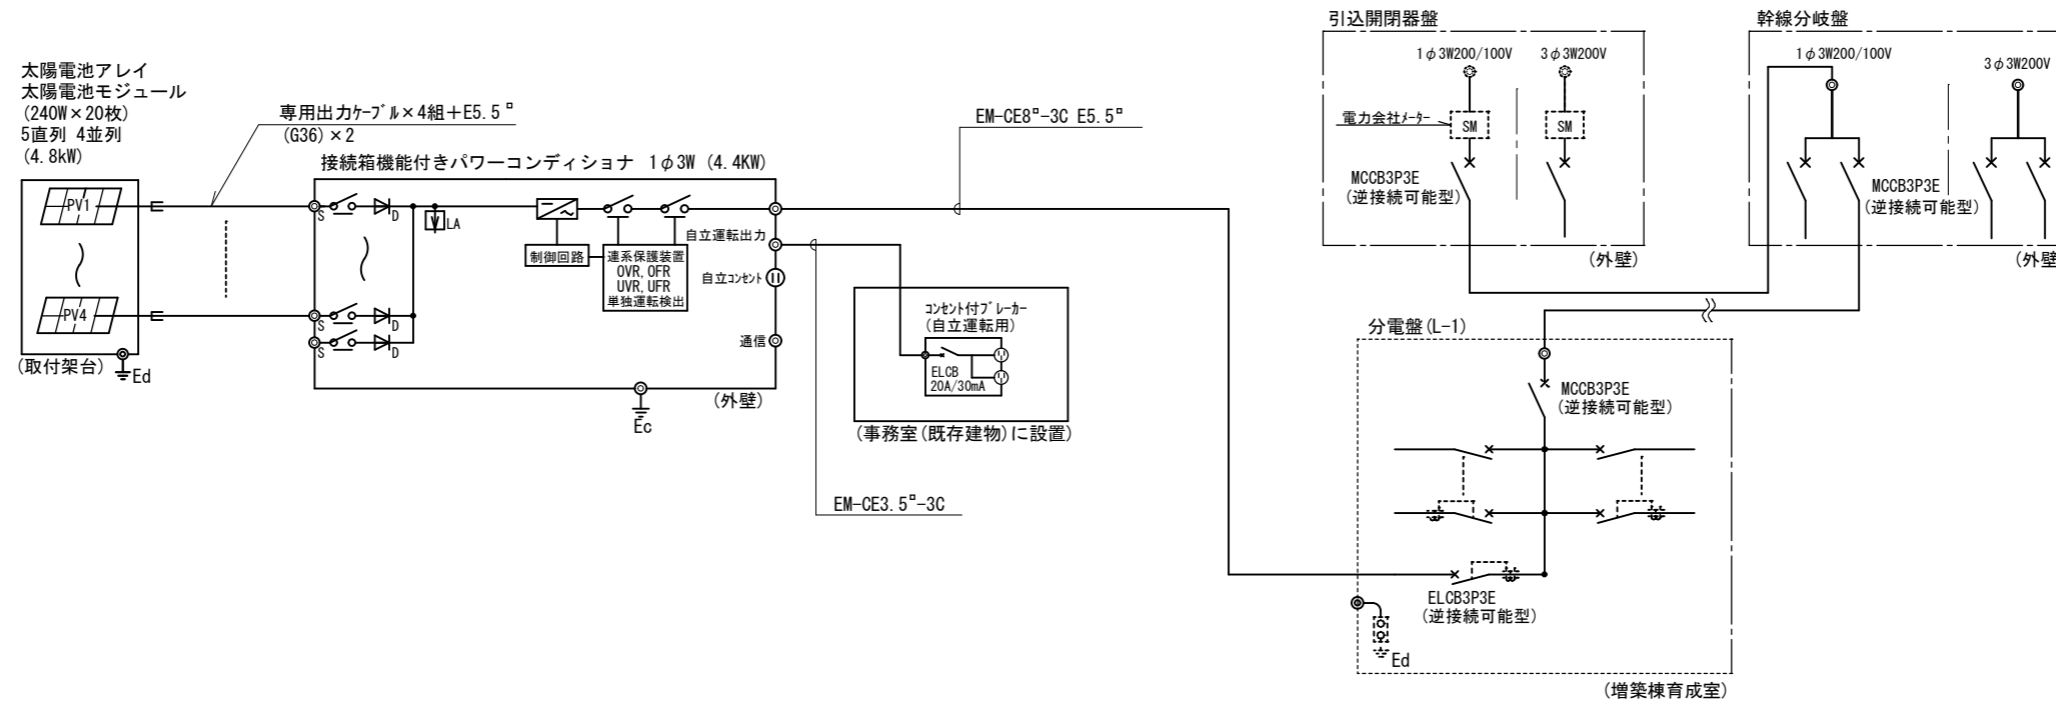 太陽電池アレイ
太陽電池モジュール
(240W×20枚)
5直列 4並列
(4.8kW)
PV1
PV4
(取付架台)
Ed
専用出力ケーブル×4組+E5.5□
(G36)×2
接続箱機能付きパワーコンディショナ 1φ3W (4.4KW)
S
D
LA
S
D
S
D
制御回路
連系保護装置
OVR, OFR
UVR, UFR
単独運転検出
自立運転出力
自立コンセント
通信
(外壁)
Ec
EM-CE8□-3C E5.5□
コンセント付ブレーカー
(自立運転用)
ELCB
20A/30mA
(事務室(既存建物)に設置)
EM-CE3.5□-3C
引込開閉器盤
1φ3W200/100V
3φ3W200V
電力会社メーター
SM
SM
MCCB3P3E
(逆接続可能型)
(外壁)
幹線分岐盤
1φ3W200/100V
3φ3W200V
MCCB3P3E
(逆接続可能型)
(外壁
分電盤(L-1)
MCCB3P3E
(逆接続可能型)
ELCB3P3E
(逆接続可能型)
Ed
(増築棟育成室)